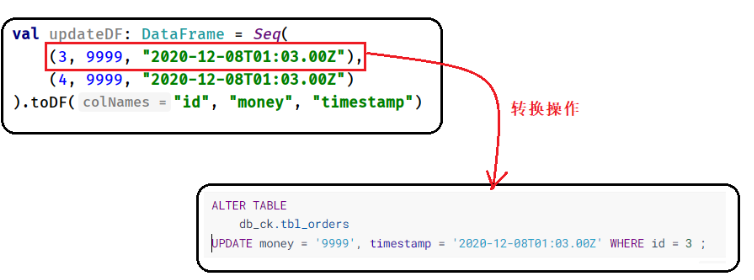 val updateDF: DataFrame = Seq(
(3, 9999, "2020-12-08T01:03.00Z"),
(4, 9999, "2020-12-08T01:03.00Z")
).toDF( colNames = "id", "money", "timestamp")
转换操作
ALTER TABLE
db_ck.tbl_orders
UPDATE money = '9999', timestamp = '2020-12-08T01:03.00Z' WHERE id = 3 ;